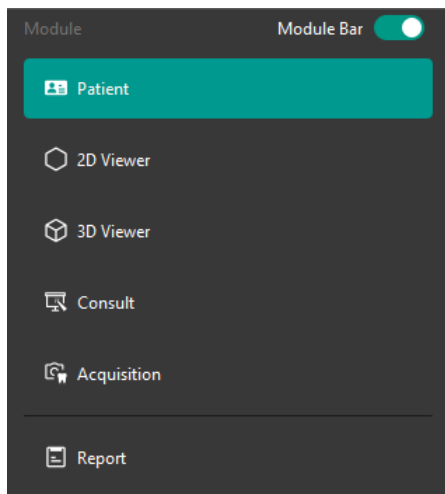 Module Module Bar
Patient
2D Viewer
3D Viewer
Consult
Acquisition
Report